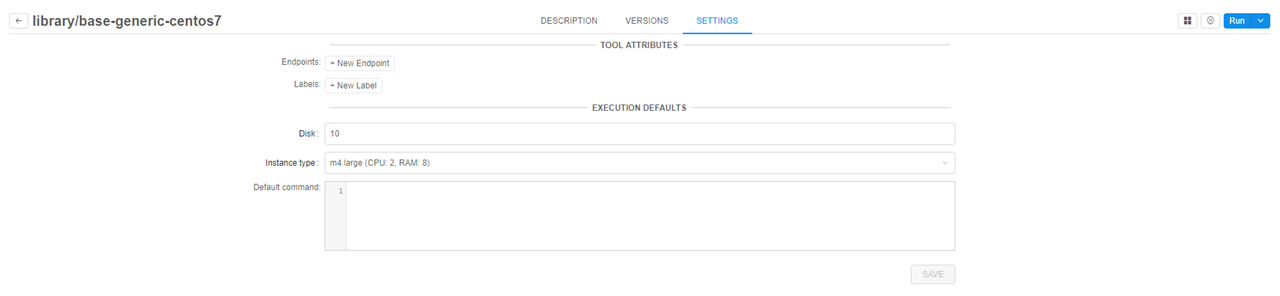 library/base-generic-centos7
DESCRIPTION VERSIONS SETTINGS
Run
TOOL ATTRIBUTES
Endpoints: + New Endpoint
Labels: + New Label
EXECUTION DEFAULTS
Disk: 10
Instance type: m4.large (CPU: 2, RAM: 8)
Default command: 1
SAVE